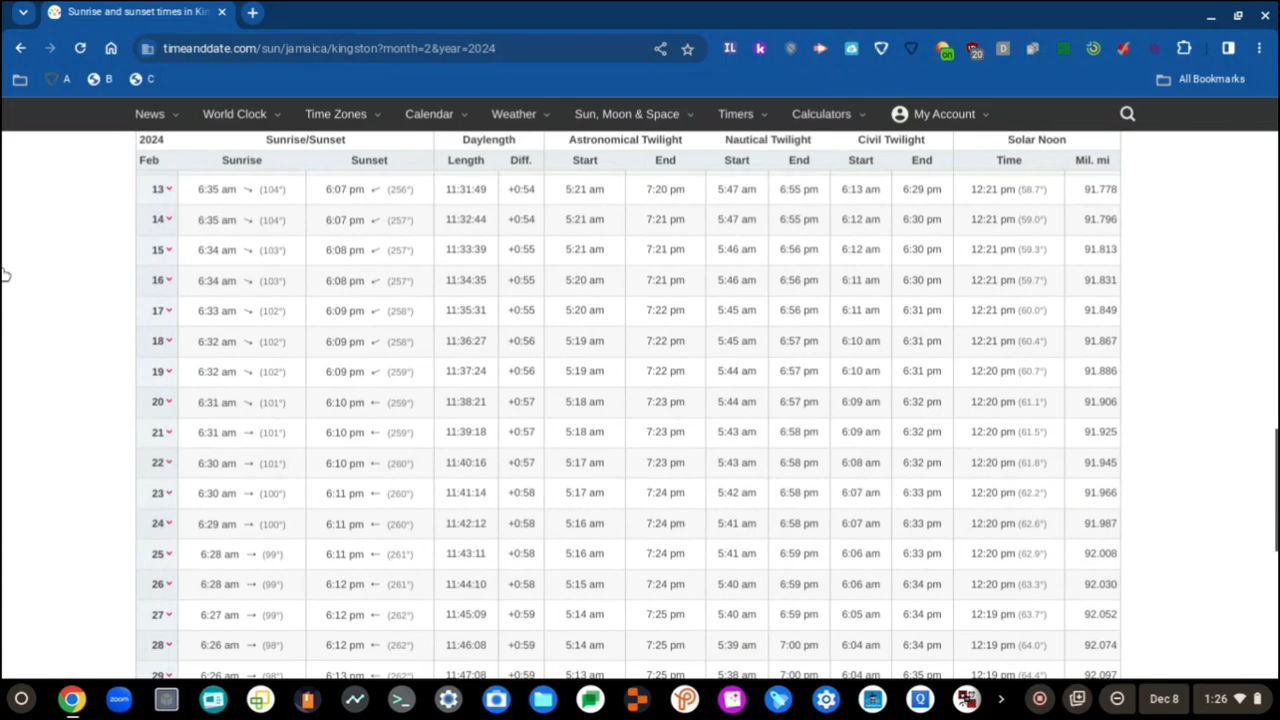 Sunrise and sunset times in Kin
timeanddate.com/sun/jamaica/kingston?month=2&year=2024
IL k on 20 D
A B C All Bookmarks
News World Clock Time Zones Calendar Weather Sun, Moon & Space Timers Calculators My Account
2024 Sunrise/Sunset Daylength Astronomical Twilight Nautical Twilight Civil Twilight Solar Noon
Feb Sunrise Sunset Length Diff. Start End Start End Start End Time Mil. mi
13 6:35 am (104°) 6:07 pm (256°) 11:31:49 +0:54 5:21 am 7:20 pm 5:47 am 6:55 pm 6:13 am 6:29 pm 12:21 pm (58.7°) 91.778
14 6:35 am (104°) 6:07 pm (257°) 11:32:44 +0:54 5:21 am 7:21 pm 5:47 am 6:56 pm 6:12 am 6:30 pm 12:21 pm (59.0°) 91.796
15 6:34 am (103°) 6:08 pm (257°) 11:33:39 +0:55 5:21 am 7:21 pm 5:46 am 6:56 pm 6:12 am 6:30 pm 12:21 pm (59.3°) 91.813
16 6:34 am (103°) 6:08 pm (257°) 11:34:35 +0:55 5:20 am 7:21 pm 5:46 am 6:56 pm 6:11 am 6:30 pm 12:21 pm (59.7°) 91.831
17 6:33 am (102°) 6:09 pm (258°) 11:35:31 +0:55 5:20 am 7:22 pm 5:45 am 6:56 pm 6:11 am 6:31 pm 12:21 pm (60.0°) 91.849
18 6:32 am (102°) 6:09 pm (258°) 11:36:27 +0:56 5:19 am 7:22 pm 5:45 am 6:57 pm 6:10 am 6:31 pm 12:21 pm (60.4°) 91.867
19 6:32 am (102°) 6:09 pm (259°) 11:37:24 +0:56 5:19 am 7:22 pm 5:44 am 6:57 pm 6:10 am 6:31 pm 12:20 pm (60.7°) 91.886
20 6:31 am (101°) 6:10 pm (259°) 11:38:21 +0:57 5:18 am 7:23 pm 5:44 am 6:57 pm 6:09 am 6:32 pm 12:20 pm (61.1°) 91.906
21 6:31 am (101°) 6:10 pm (259°) 11:39:18 +0:57 5:18 am 7:23 pm 5:43 am 6:58 pm 6:09 am 6:32 pm 12:20 pm (61.5°) 91.925
22 6:30 am (101°) 6:10 pm (260°) 11:40:16 +0:57 5:17 am 7:23 pm 5:43 am 6:58 pm 6:08 am 6:32 pm 12:20 pm (61.8°) 91.945
23 6:30 am (100°) 6:11 pm (260°) 11:41:14 +0:58 5:17 am 7:24 pm 5:42 am 6:58 pm 6:07 am 6:33 pm 12:20 pm (62.2°) 91.966
24 6:29 am (100°) 6:11 pm (260°) 11:42:12 +0:58 5:16 am 7:24 pm 5:41 am 6:58 pm 6:07 am 6:33 pm 12:20 pm (62.6°) 91.987
25 6:28 am (99°) 6:11 pm (261°) 11:43:11 +0:58 5:16 am 7:24 pm 5:41 am 6:59 pm 6:06 am 6:33 pm 12:20 pm (62.9°) 92.008
26 6:28 am (99°) 6:12 pm (261°) 11:44:10 +0:58 5:15 am 7:24 pm 5:40 am 6:59 pm 6:06 am 6:34 pm 12:20 pm (63.3°) 92.030
27 6:27 am (99°) 6:12 pm (262°) 11:45:09 +0:59 5:14 am 7:25 pm 5:40 am 6:59 pm 6:05 am 6:34 pm 12:19 pm (63.7°) 92.052
28 6:26 am (98°) 6:12 pm (262°) 11:46:08 +0:59 5:14 am 7:25 pm 5:39 am 7:00 pm 6:04 am 6:34 pm 12:19 pm (64.0°) 92.074
29 6:26 am (98°) 6:13 pm (262°) 11:47:08 +0:59 5:13 am 7:25 pm 5:38 am 7:00 pm 6:04 am 6:35 pm 12:19 pm (64.4°) 92.097
zoom Q Dec 8 1:26